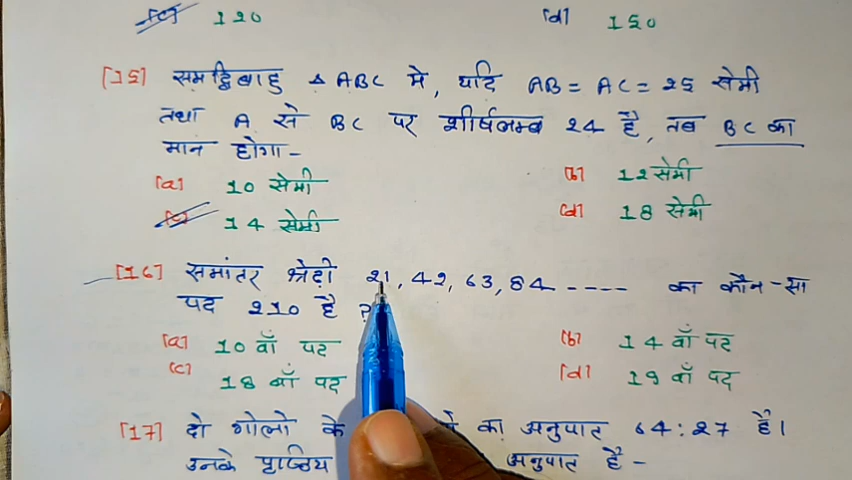 (c) 120 (d) 150
[15] समद्विबाहु △ ABC मे, यदि AB = AC = 25 सेमी
तथा A से BC पर शीर्षलम्ब 24 है, तब BC का
मान होगा -
(a) 10 सेमी (b) 12 सेमी
(c) 14 सेमी (d) 18 सेमी
[16] समांतर श्रेढ़ी 21, 42, 63, 84 ---- का कौन-सा
पद 210 है ?
(a) 10 वाँ पद (b) 14 वाँ पद
(c) 18 वाँ पद (d) 19 वाँ पद
[17] दो गोलो के का अनुपात 64:27 है।
उनके अनुपात है -